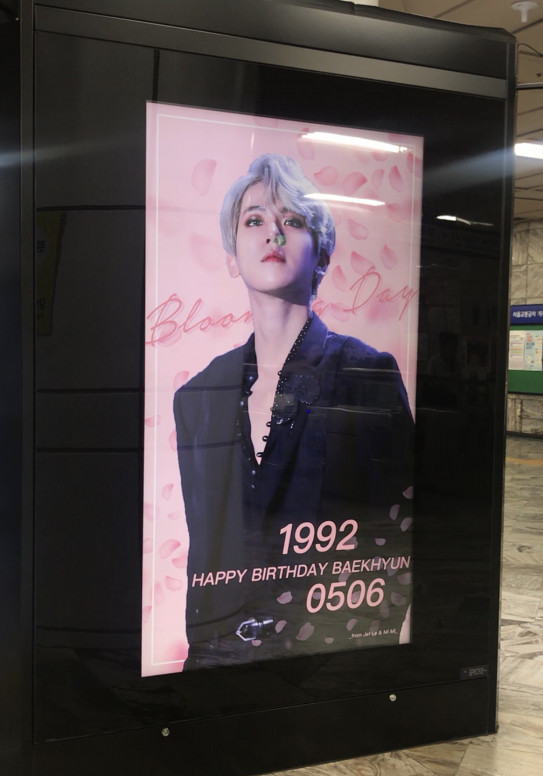 Bloom Day
1992
HAPPY BIRTHDAY BAEKHYUN
0506